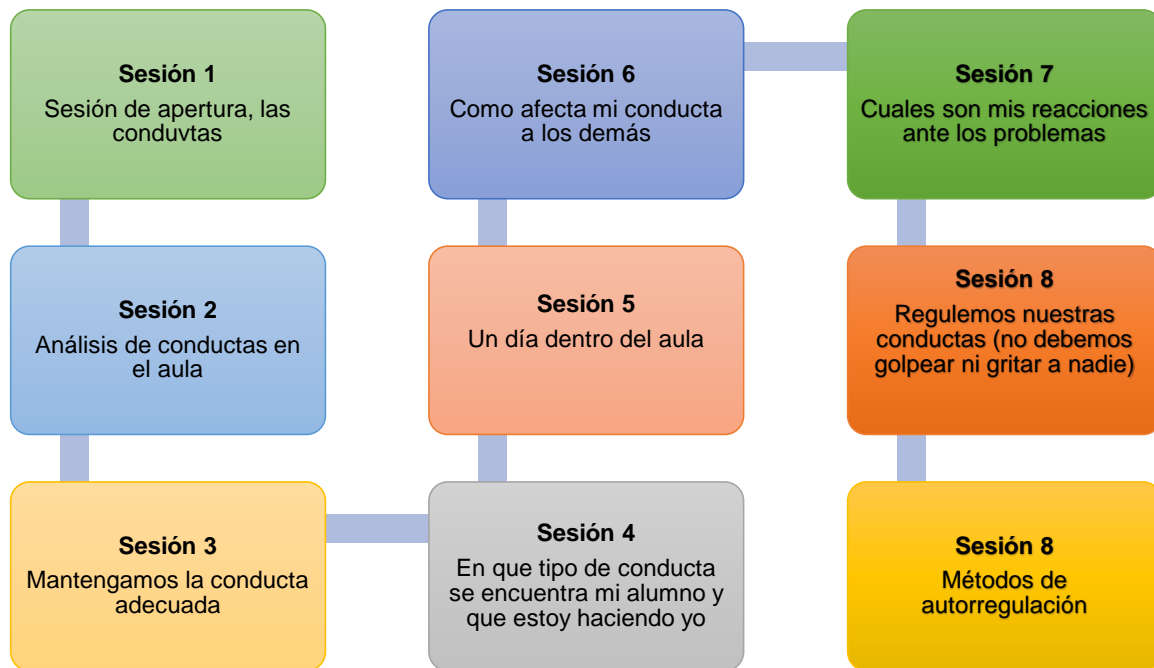 Sesión 1
Sesión de apertura, las
conduvtas
Sesión 2
Análisis de conductas en
el aula
Sesión 3
Mantengamos la conducta
adecuada
Sesión 4
En que tipo de conducta
se encuentra mi alumno y
que estoy haciendo yo
Sesión 5
Un día dentro del aula
Sesión 6
Como afecta mi conducta
a los demás
Sesión 7
Cuales son mis reacciones
ante los problemas
Sesión 8
Regulemos nuestras
conductas (no debemos
golpear ni gritar a nadie)
Sesión 8
Métodos de
autorregulación